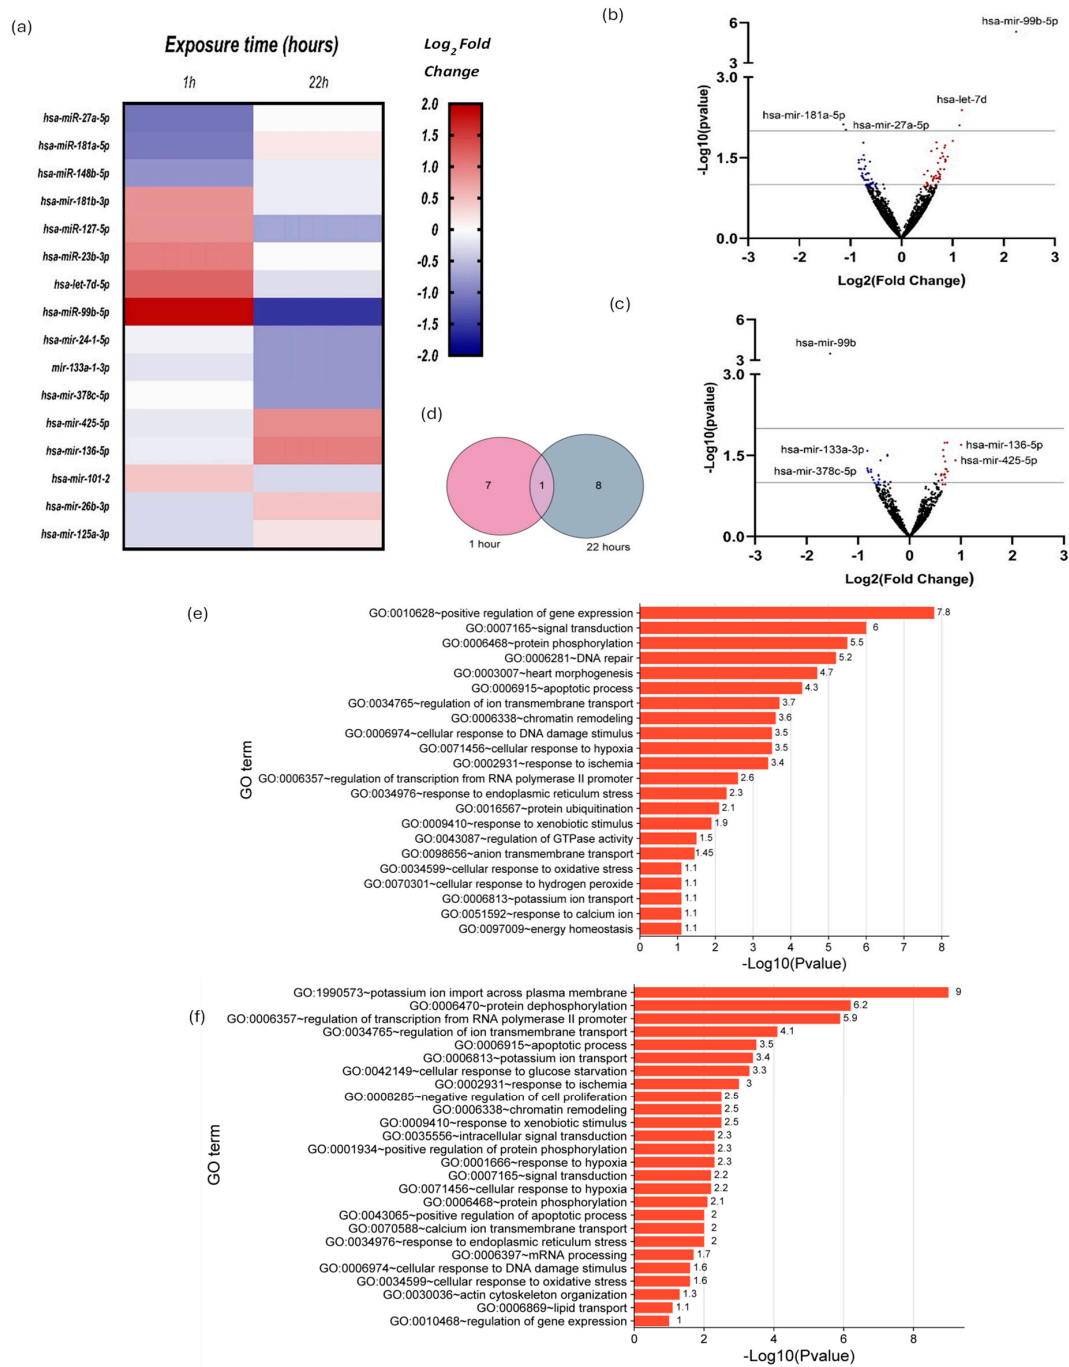 (a)
Exposure time (hours)
1h 22h
Log2 Fold
Change
hsa-miR-27a-5p
hsa-miR-181a-5p
hsa-miR-148b-5p
hsa-mir-181b-3p
hsa-miR-127-5p
hsa-miR-23b-3p
hsa-let-7d-5p
hsa-miR-99b-5p
hsa-mir-24-1-5p
mir-133a-1-3p
hsa-mir-378c-5p
hsa-mir-425-5p
hsa-mir-136-5p
hsa-mir-101-2
hsa-mir-26b-3p
hsa-mir-125a-3p
2.0
1.5
1.0
0.5
0
-0.5
-1.0
-1.5
-2.0
(b)
hsa-mir-99b-5p
hsa-let-7d
hsa-mir-181a-5p
hsa-mir-27a-5p
6
3
3.0
1.5
0.0
-Log10(pvalue)
-3 -2 -1 0 1 2 3
Log2(Fold Change)
(c)
hsa-mir-99b
hsa-mir-133a-3p
hsa-mir-136-5p
hsa-mir-425-5p
hsa-mir-378c-5p
6
3
3.0
1.5
0.0
-Log10(pvalue)
-3 -2 -1 0 1 2 3
Log2(Fold Change)
(d)
7 1 8
1 hour
22 hours
(e)
GO term
GO:0010628~positive regulation of gene expression 7.8
GO:0007165~signal transduction 6
GO:0006468~protein phosphorylation 5.5
GO:0006281~DNA repair 5.2
GO:0003007~heart morphogenesis 4.7
GO:0006915~apoptotic process 4.3
GO:0034765~regulation of ion transmembrane transport 3.7
GO:0006338~chromatin remodeling 3.6
GO:0006974~cellular response to DNA damage stimulus 3.5
GO:0071456~cellular response to hypoxia 3.5
GO:0002931~response to ischemia 3.4
GO:0006357~regulation of transcription from RNA polymerase II promoter 2.6
GO:0034976~response to endoplasmic reticulum stress 2.3
GO:0016567~protein ubiquitination 2.1
GO:0009410~response to xenobiotic stimulus 1.9
GO:0043087~regulation of GTPase activity 1.5
GO:0098656~anion transmembrane transport 1.45
GO:0034599~cellular response to oxidative stress 1.1
GO:0070301~cellular response to hydrogen peroxide 1.1
GO:0006813~potassium ion transport 1.1
GO:0051592~response to calcium ion 1.1
GO:0097009~energy homeostasis 1.1
0 1 2 3 4 5 6 7 8
-Log10(Pvalue)
(f)
GO term
GO:1990573~potassium ion import across plasma membrane 9
GO:0006470~protein dephosphorylation 6.2
GO:0006357~regulation of transcription from RNA polymerase II promoter 5.9
GO:0034765~regulation of ion transmembrane transport 4.1
GO:0006915~apoptotic process 3.5
GO:0006813~potassium ion transport 3.4
GO:0042149~cellular response to glucose starvation 3.3
GO:0002931~response to ischemia 3
GO:0008285~negative regulation of cell proliferation 2.5
GO:0006338~chromatin remodeling 2.5
GO:0009410~response to xenobiotic stimulus 2.5
GO:0035556~intracellular signal transduction 2.3
GO:0001934~positive regulation of protein phosphorylation 2.3
GO:0001666~response to hypoxia 2.3
GO:0007165~signal transduction 2.2
GO:0071456~cellular response to hypoxia 2.2
GO:0006468~protein phosphorylation 2.1
GO:0043065~positive regulation of apoptotic process 2
GO:0070588~calcium ion transmembrane transport 2
GO:0034976~response to endoplasmic reticulum stress 2
GO:0006397~mRNA processing 1.7
GO:0006974~cellular response to DNA damage stimulus 1.6
GO:0034599~cellular response to oxidative stress 1.6
GO:0030036~actin cytoskeleton organization 1.3
GO:0006869~lipid transport 1.1
GO:0010468~regulation of gene expression 1
0 2 4 6 8
-Log10(Pvalue)